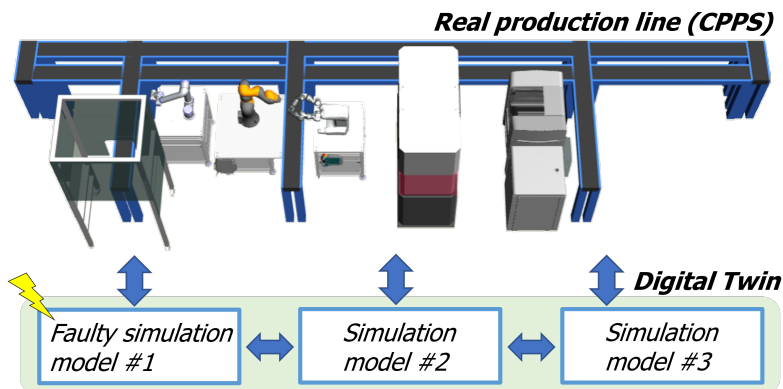 Real production line (CPPS)
Digital Twin
Faulty simulation
model #1
Simulation
model #2
Simulation
model #3